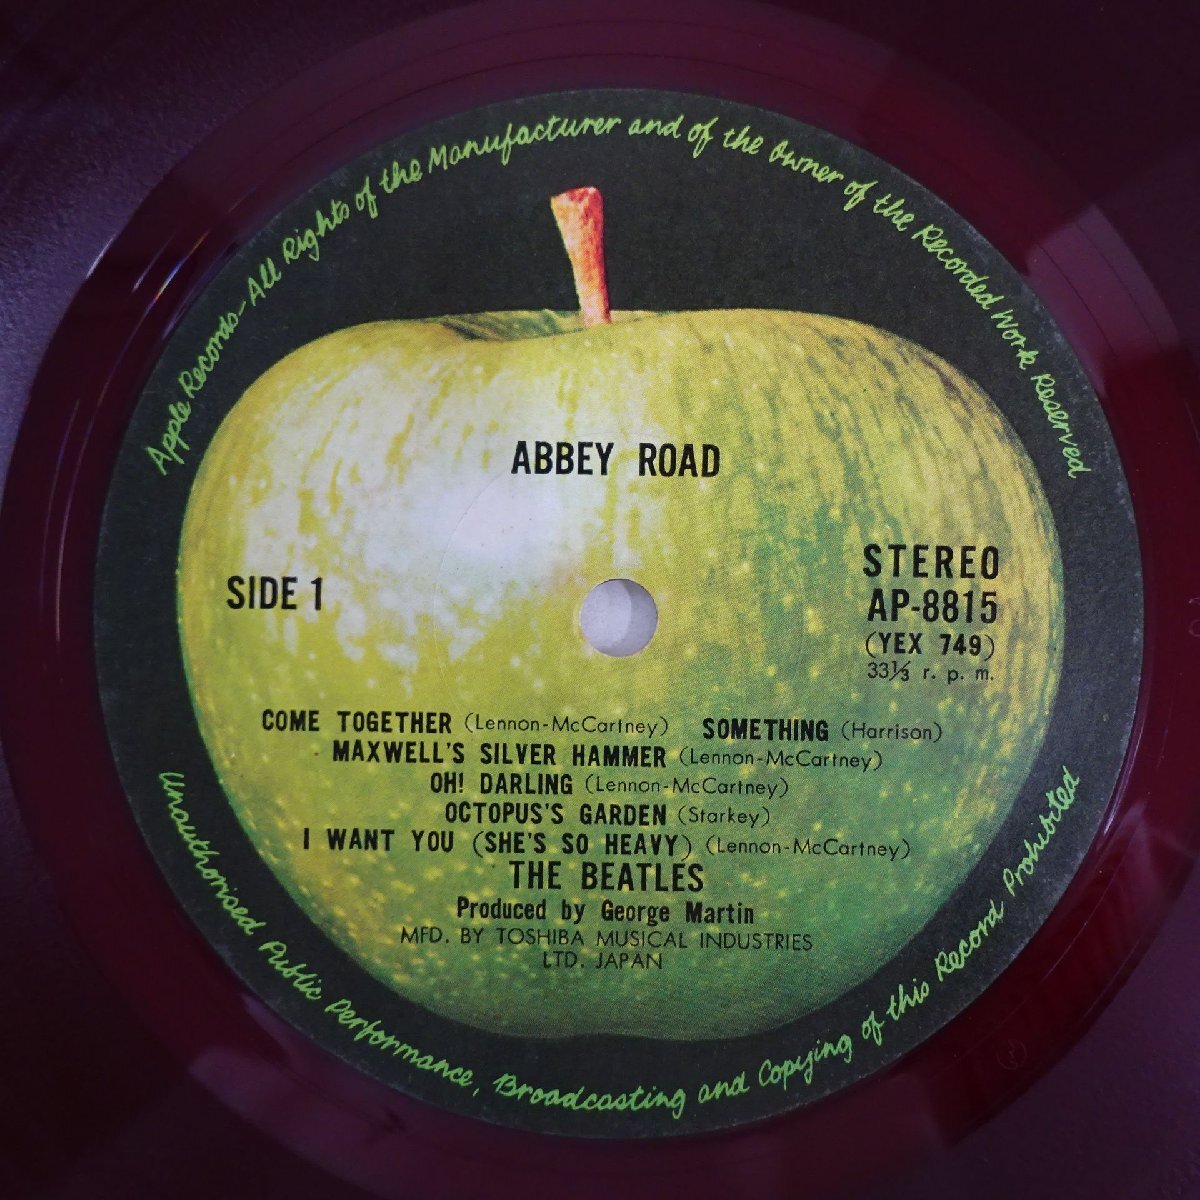 Apple Records-All Rights of the Manufacturer and of the Owner of the Recorded Work Reserved
ABBEY ROAD
SIDE 1
STEREO
AP-8815
(YEX 749)
33⅓ r. p. m.
COME TOGETHER (Lennon-McCartney) SOMETHING (Harrison)
MAXWELL'S SILVER HAMMER (Lennon-McCartney)
OH! DARLING (Lennon-McCartney)
OCTOPUS'S GARDEN (Starkey)
I WANT YOU (SHE'S SO HEAVY) (Lennon-McCartney)
THE BEATLES
Produced by George Martin
MFD. BY TOSHIBA MUSICAL INDUSTRIES
LTD. JAPAN
Unauthorised Public Performance, Broadcasting and Copying of this Record Prohibited